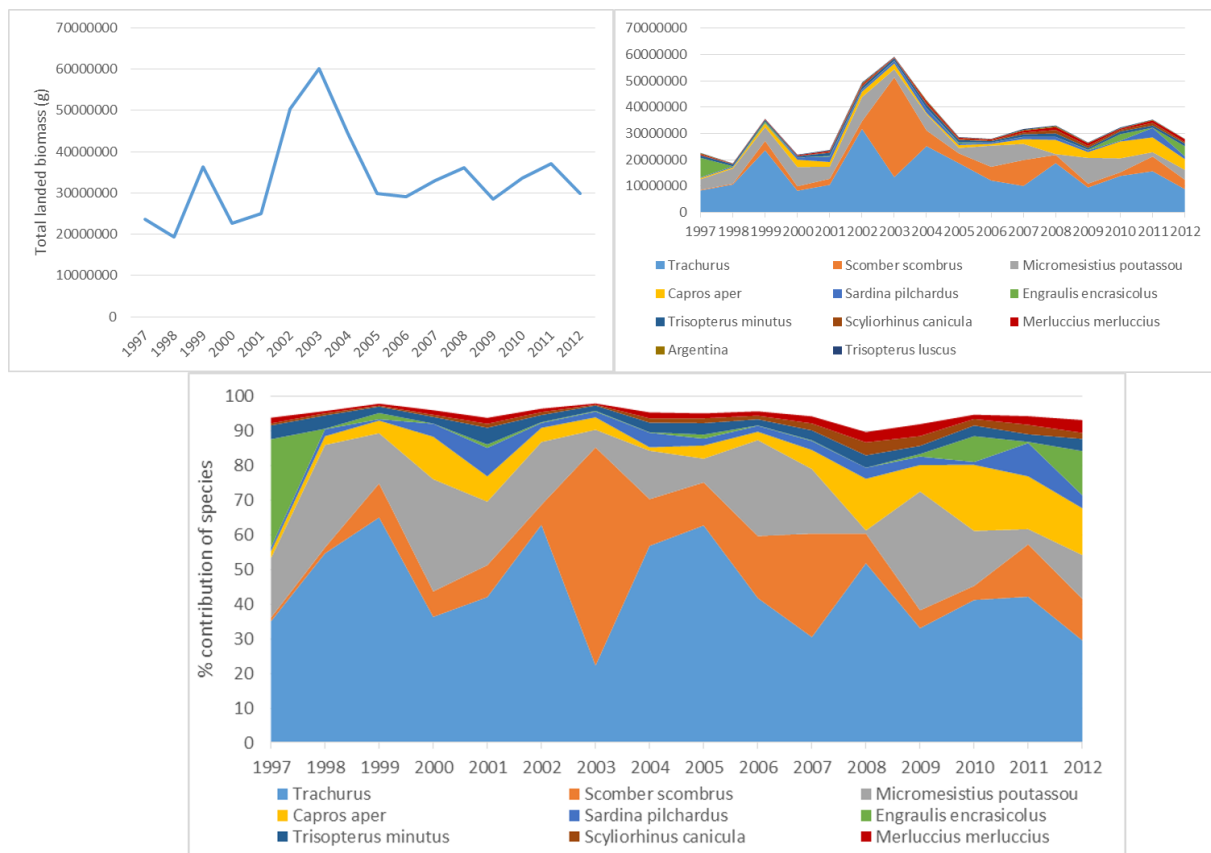 Total landed biomass (g)
70000000
60000000
50000000
40000000
30000000
20000000
10000000
0
1997 1998 1999 2000 2001 2002 2003 2004 2005 2006 2007 2008 2009 2010 2011 2012
70000000
60000000
50000000
40000000
30000000
20000000
10000000
0
1997 1998 1999 2000 2001 2002 2003 2004 2005 2006 2007 2008 2009 2010 2011 2012
Trachurus Scomber scombrus Micromesistius poutassou
Capros aper Sardina pilchardus Engraulis encrasicolus
Trisopterus minutus Scyliorhinus canicula Merluccius merluccius
Argentina Trisopterus luscus
% contribution of species
100
90
80
70
60
50
40
30
20
10
0
1997 1998 1999 2000 2001 2002 2003 2004 2005 2006 2007 2008 2009 2010 2011 2012
Trachurus Scomber scombrus Micromesistius poutassou
Capros aper Sardina pilchardus Engraulis encrasicolus
Trisopterus minutus Scyliorhinus canicula Merluccius merluccius